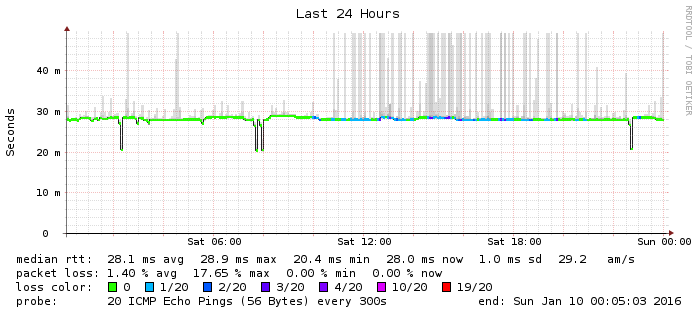 Last 24 Hours
RRDTOOL / TOBI OETIKER
Seconds
40 m
30 m
20 m
10 m
0
Sat 06:00 Sat 12:00 Sat 18:00 Sun 00:00
median rtt: 28.1 ms avg 28.9 ms max 20.4 ms min 28.0 ms now 1.0 ms sd 29.2 am/s
packet loss: 1.40 % avg 17.65 % max 0.00 % min 0.00 % now
loss color: 0 1/20 2/20 3/20 4/20 10/20 19/20
probe: 20 ICMP Echo Pings (56 Bytes) every 300s end: Sun Jan 10 00:05:03 2016